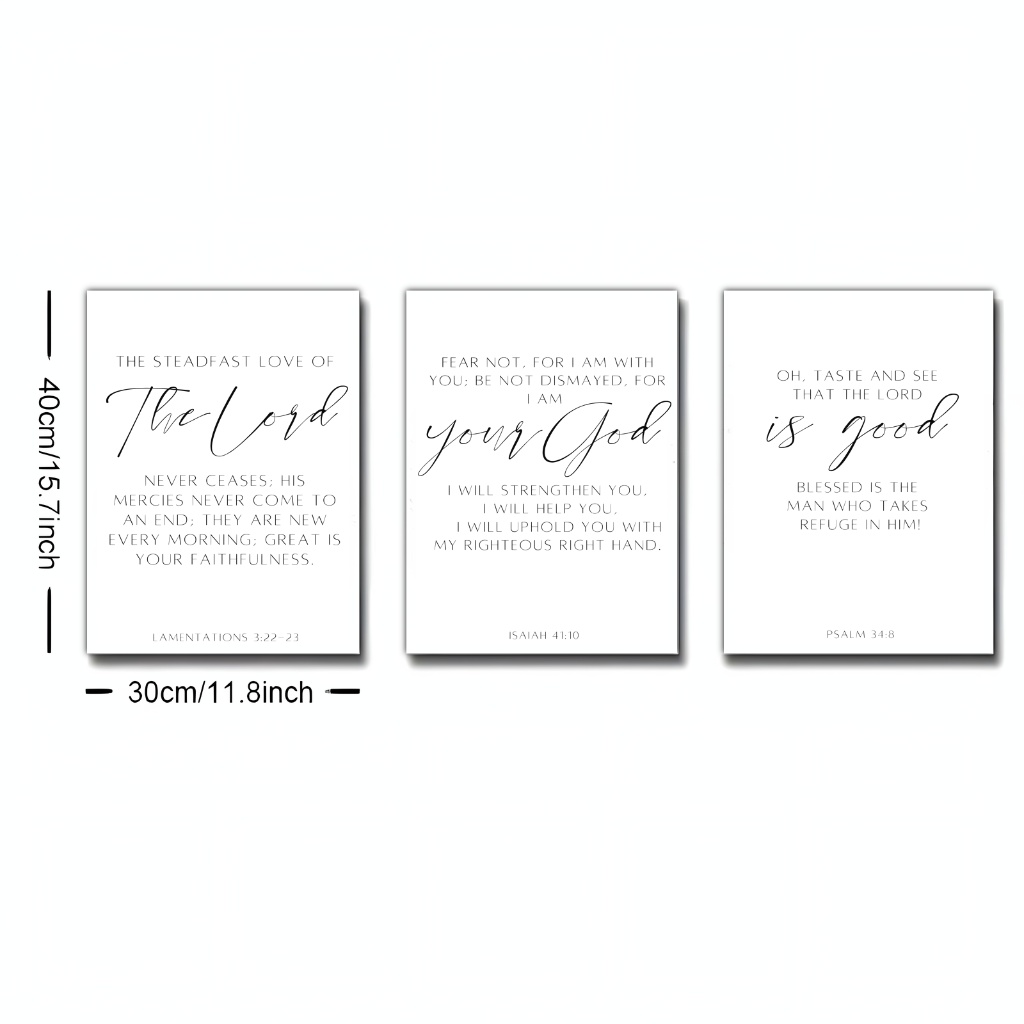 40cm/15.7inch
THE STEADFAST LOVE OF
The Lord
NEVER CEASES; HIS
MERCIES NEVER COME TO
AN END; THEY ARE NEW
EVERY MORNING; GREAT IS
YOUR FAITHFULNESS.
LAMENTATIONS 3:22-23
30cm/11.8inch
FEAR NOT, FOR I AM WITH
YOU; BE NOT DISMAYED, FOR
I AM
your God
I WILL STRENGTHEN YOU,
I WILL HELP YOU,
I WILL UPHOLD YOU WITH
MY RIGHTEOUS RIGHT HAND.
ISAIAH 41:10
OH, TASTE AND SEE
THAT THE LORD
is good
BLESSED IS THE
MAN WHO TAKES
REFUGE IN HIM!
PSALM 34:8